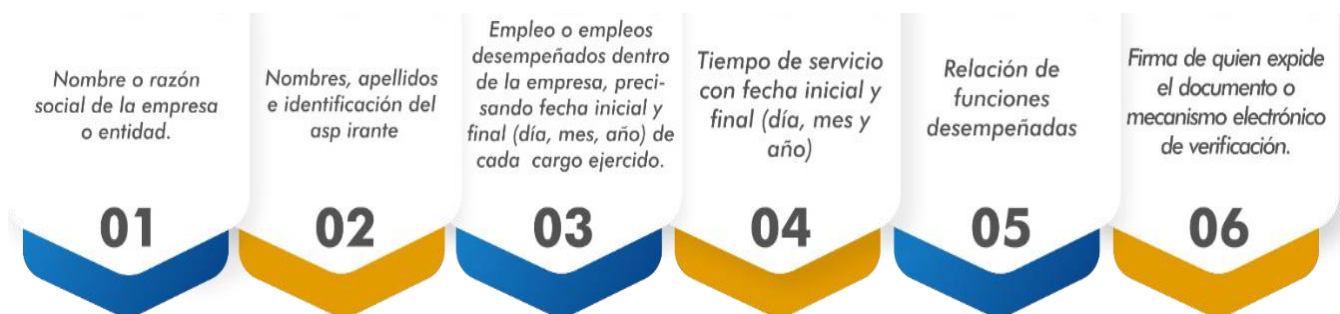 Nombre o razón
social de la empresa
o entidad.
01
Nombres, apellidos
e identificación del
asp irante
02
Empleo o empleos
desempeñados dentro
de la empresa, preci-
sando fecha inicial y
final (día, mes, año) de
cada cargo ejercido.
03
Tiempo de servicio
con fecha inicial y
final (día, mes y
año)
04
Relación de
funciones
desempeñadas
05
Firma de quien expide
el documento o
mecanismo electrónico
de verificación.
06